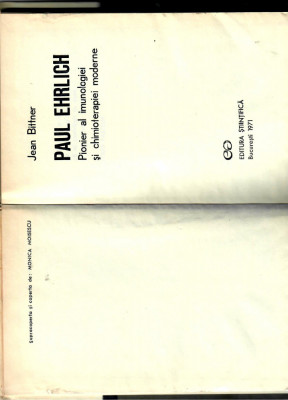 Jean Bittner
PAUL EHRLICH
Pionier al imunologiei
și chimioterapiei moderne
EDITURA ȘTIINȚIFICĂ
București 1971
Supracoperta și coperta de: MONICA MOISESCU